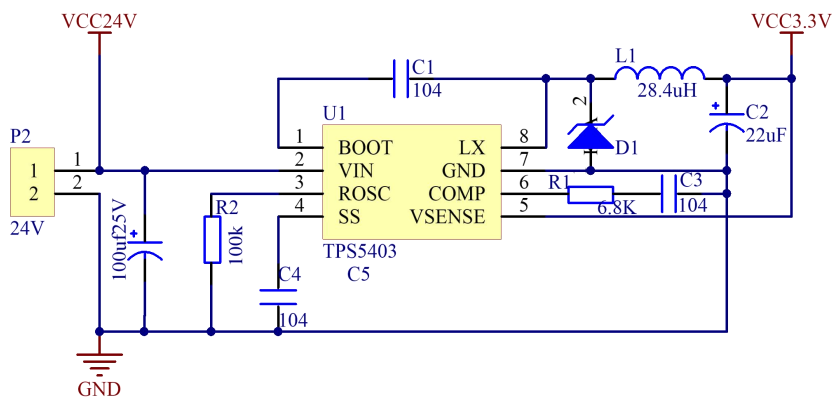 VCC24V
VCC3.3V
C1
104
L1
28.4uH
U1
P2
1
2
24V
1
2
100uf25V
R2
100k
1
2
3
4
BOOT
VIN
ROSC
SS
LX
GND
COMP
VSENSE
8
7
6
5
TPS5403
C5
C4
104
2
D1
C2
22uF
R1
6.8K
C3
104
GND